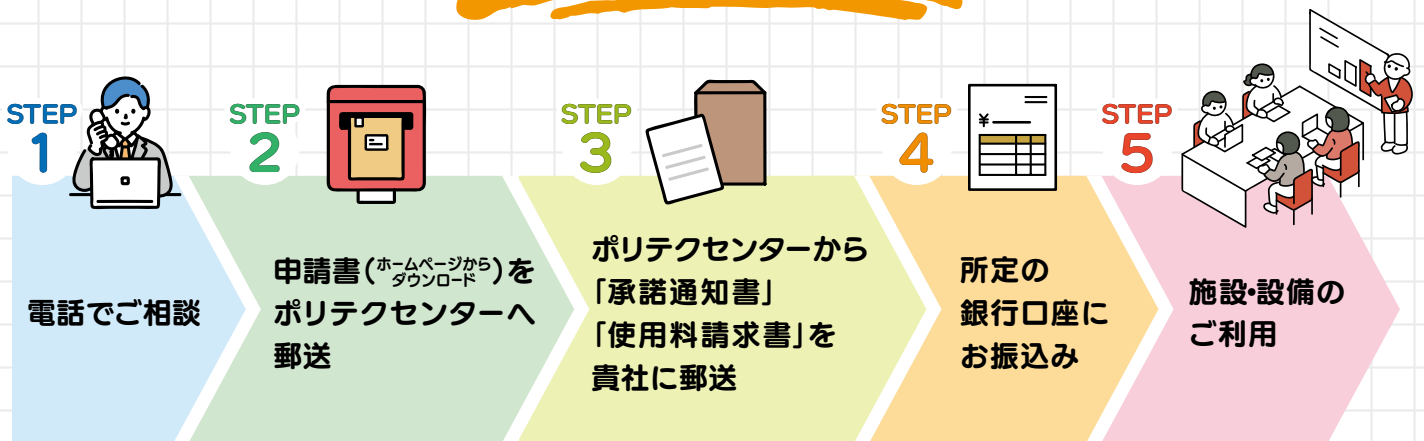 STEP
1
電話でご相談
STEP
2
申請書(ホームページからダウンロード)を
ポリテクセンターへ
郵送
STEP
3
ポリテクセンターから
「承諾通知書」
「使用料請求書」を
貴社に郵送
STEP
4
¥
所定の
銀行口座に
お振込み
STEP
5
施設・設備の
ご利用